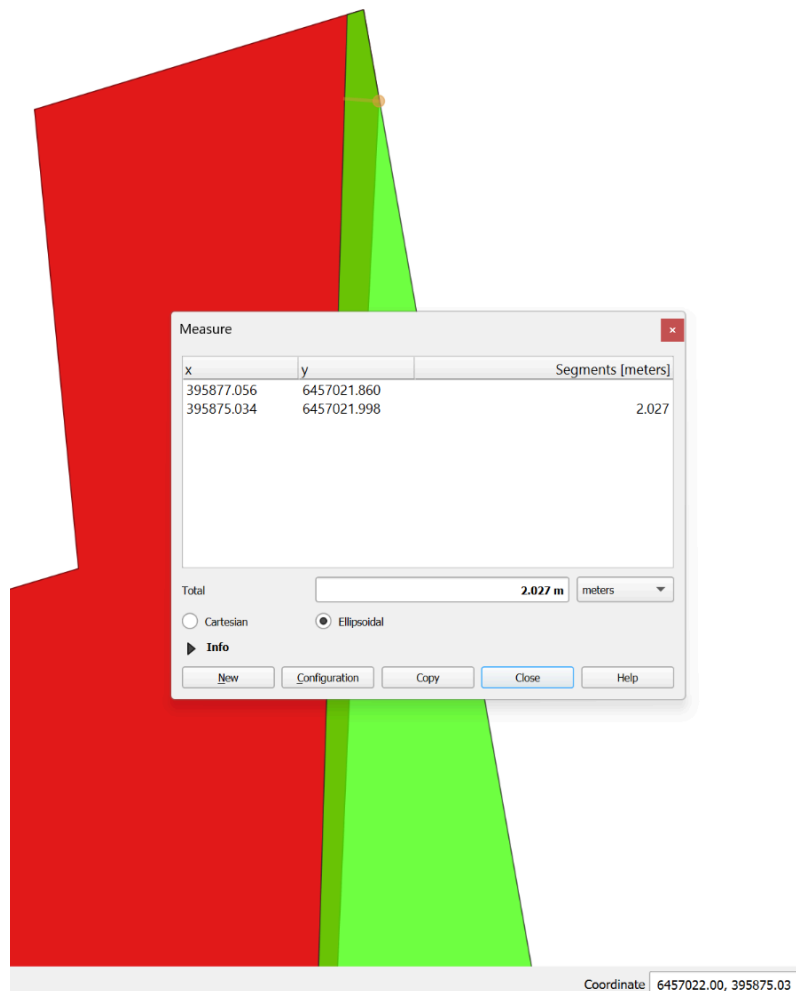 Measure
x y Segments [meters]
395877.056 6457021.860
395875.034 6457021.998 2.027
Total 2.027 m meters
Cartesian Ellipsoidal
Info
New Configuration Copy Close Help
Coordinate 6457022.00, 395875.03